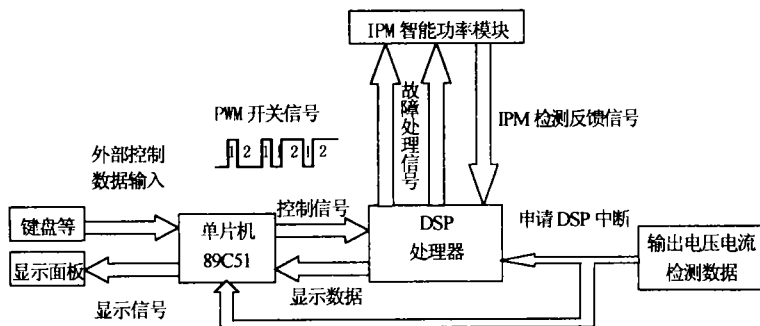 IPM 智能功率模块
故障处理信号
PWM 开关信号
IPM 检测反馈信号
1 2 1 1 2 1 2
外部控制
数据输入
控制信号
键盘等
单片机
89C51
DSP
处理器
申请 DSP 中断
输出电压电流
检测数据
显示面板
显示数据
显示信号